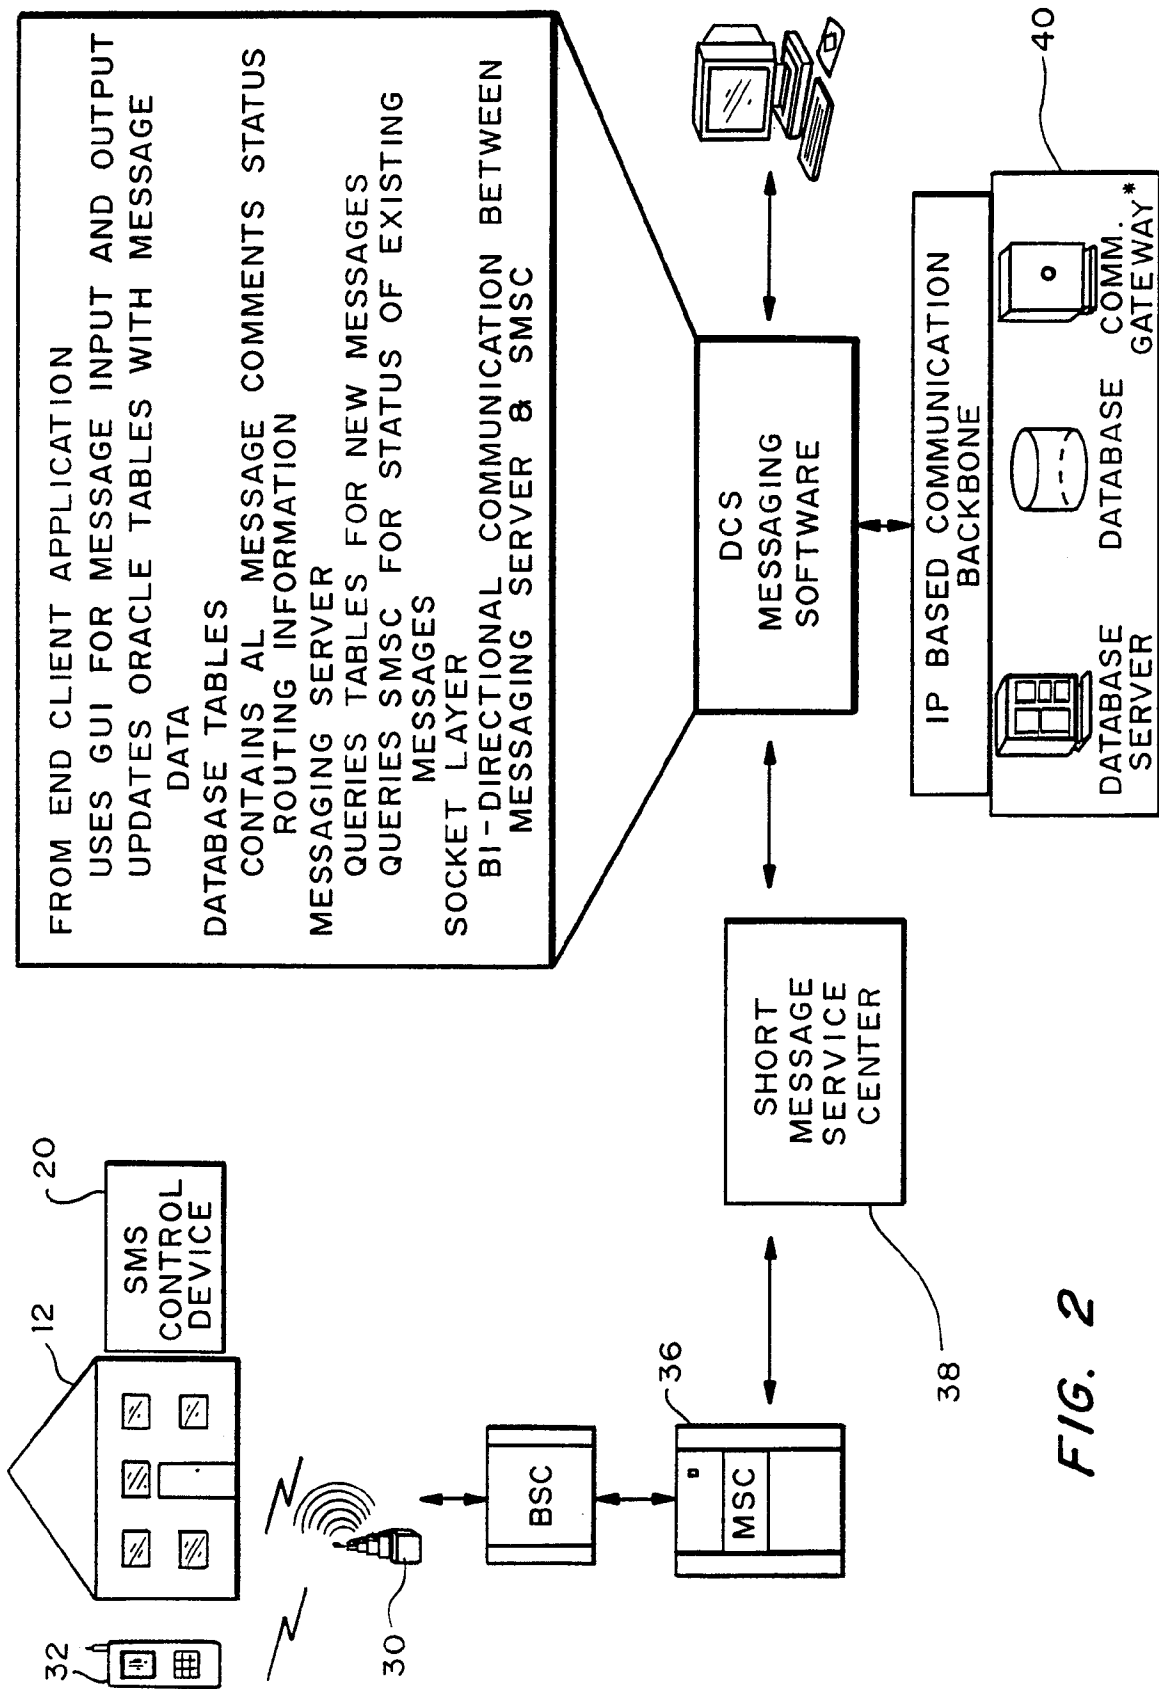 32
12
20
SMS
CONTROL
DEVICE
30
BSC
36
MSC
38
SHORT
MESSAGE
SERVICE
CENTER
FROM END CLIENT APPLICATION
USES GUI FOR MESSAGE INPUT AND OUTPUT
UPDATES ORACLE TABLES WITH MESSAGE
DATA
DATABASE TABLES
CONTAINS AL MESSAGE COMMENTS STATUS
ROUTING INFORMATION
MESSAGING SERVER
QUERIES TABLES FOR NEW MESSAGES
QUERIES SMSC FOR STATUS OF EXISTING
MESSAGES
SOCKET LAYER
BI-DIRECTIONAL COMMUNICATION BETWEEN
MESSAGING SERVER & SMSC
DCS
MESSAGING
SOFTWARE
IP BASED COMMUNICATION
BACKBONE
DATABASE
SERVER
DATABASE
COMM.
GATEWAY*
40
FIG. 2